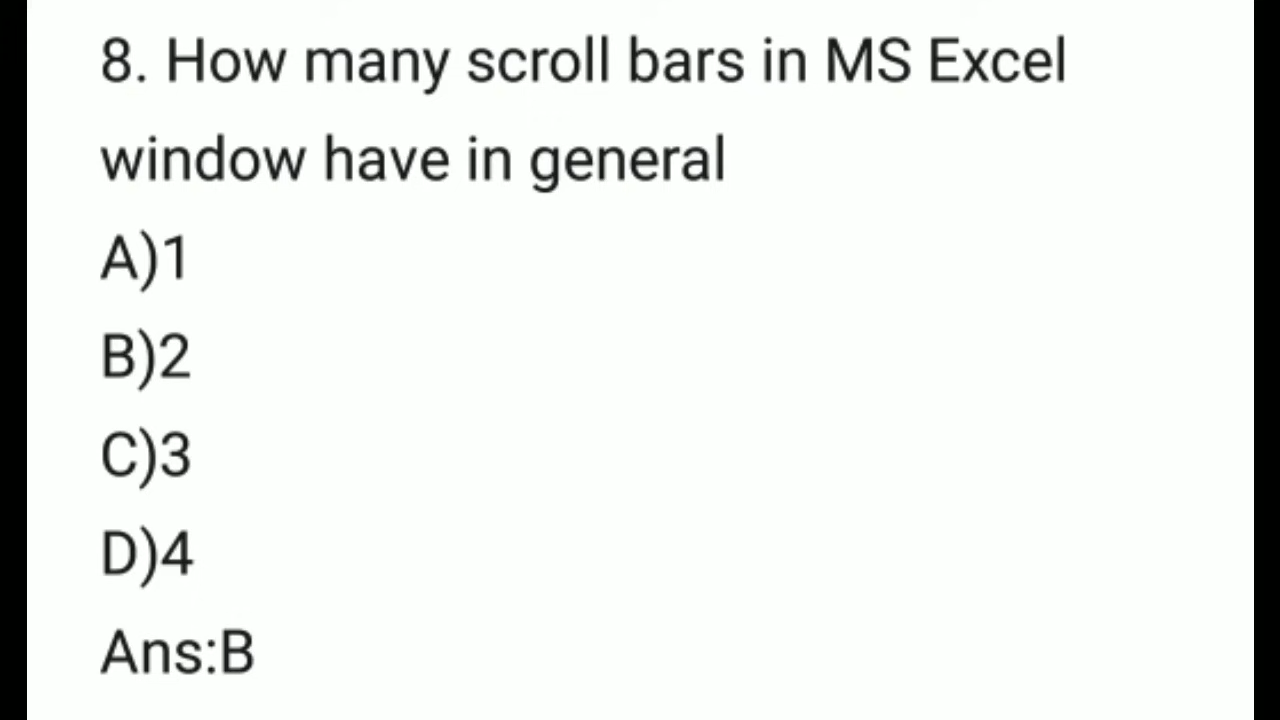 8. How many scroll bars in MS Excel
window have in general
A)1
B)2
C)3
D)4
Ans:B